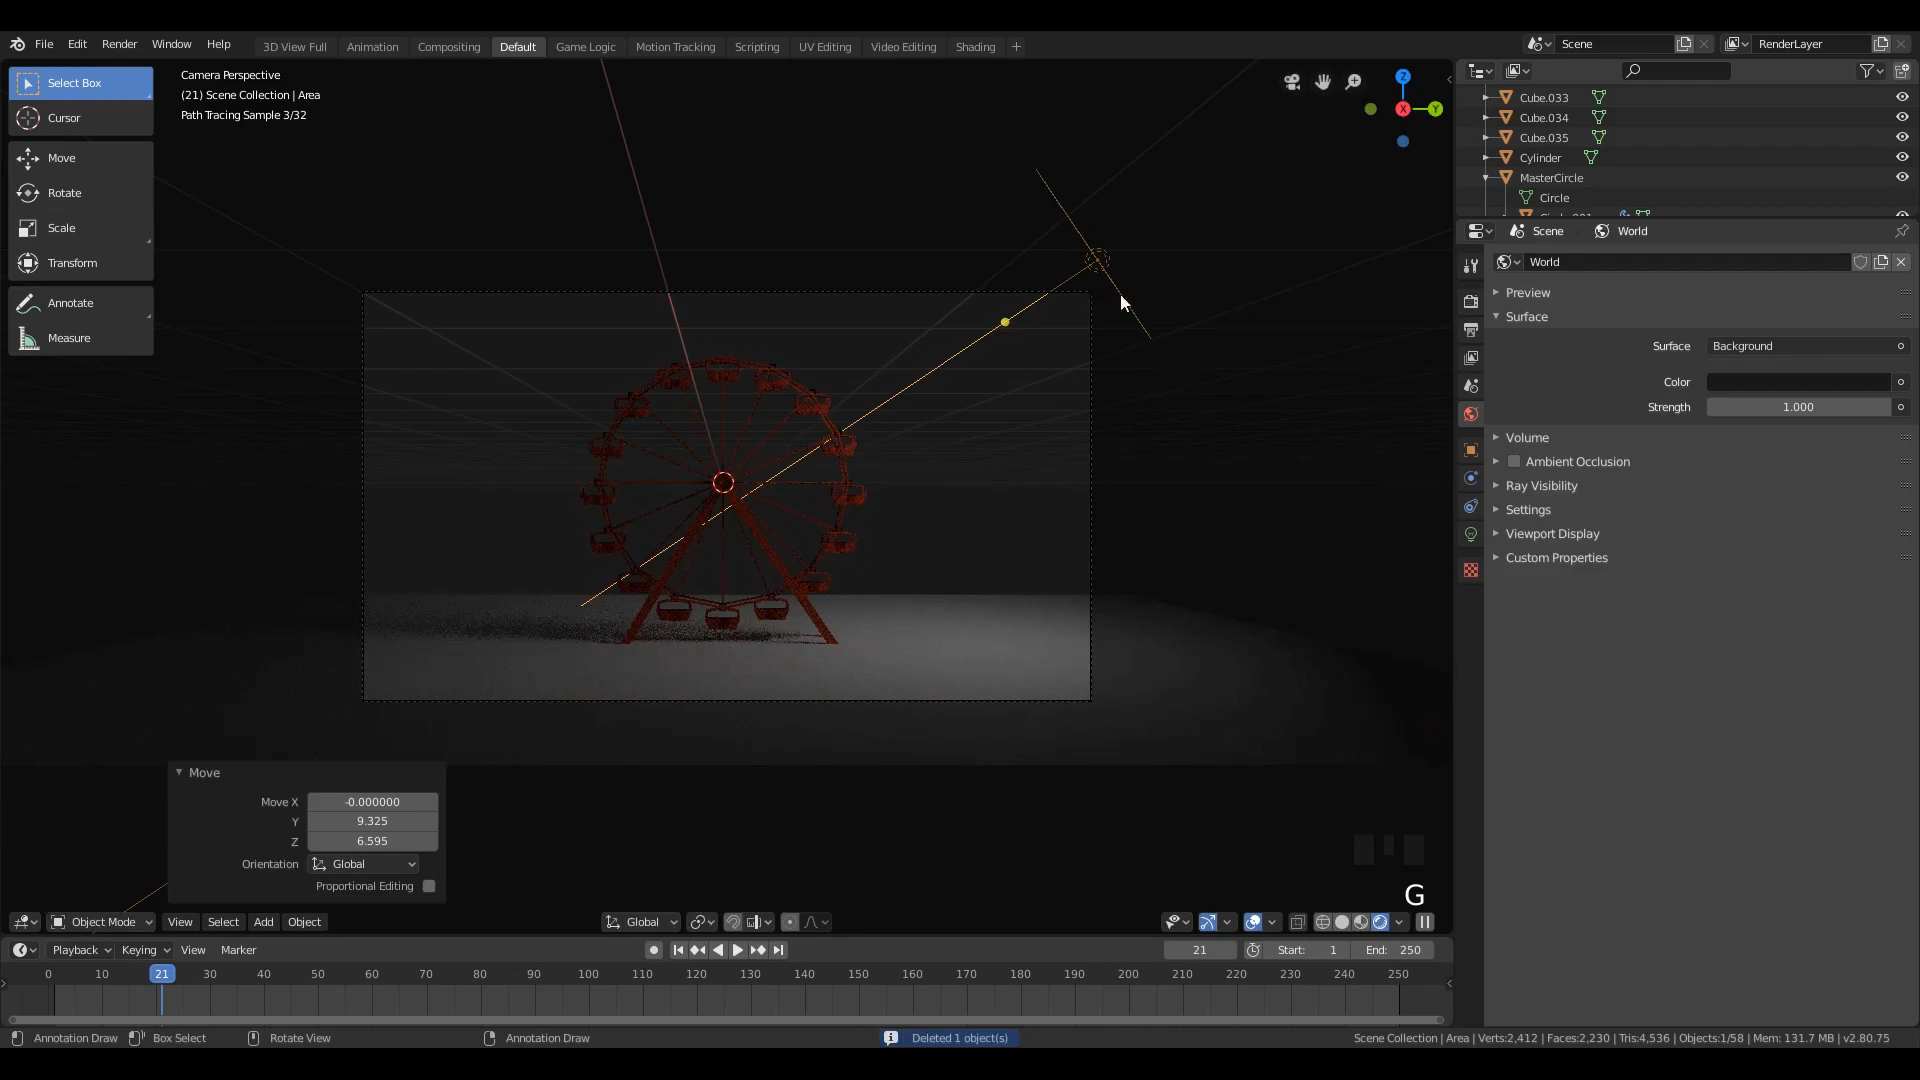 File Edit Render Window Help 3D View Full Animation Compositing Default Game Logic Motion Tracking Scripting UV Editing Video Editing Shading + Scene RenderLayer
Select Box
Cursor
Move
Rotate
Scale
Transform
Annotate
Measure
Camera Perspective
(21) Scene Collection | Area
Path Tracing Sample 3/32
Z
X
Y
Cube.033
Cube.034
Cube.035
Cylinder
MasterCircle
Circle
Scene World
World
Preview
Surface
Surface Background
Color
Strength 1.000
Volume
Ambient Occlusion
Ray Visibility
Settings
Viewport Display
Custom Properties
Move
Move X -0.000000
Y 9.325
Z 6.595
Orientation Global
Proportional Editing
G
Object Mode View Select Add Object Global
Playback Keying View Marker 21 Start: 1 End: 250
0 10 21 30 40 50 60 70 80 90 100 110 120 130 140 150 160 170 180 190 200 210 220 230 240 250
Annotation Draw Box Select Rotate View Annotation Draw Deleted 1 object(s) Scene Collection | Area | Verts:2,412 | Faces:2,230 | Tris:4,536 | Objects:1/58 | Mem: 131.7 MB | v2.80.75